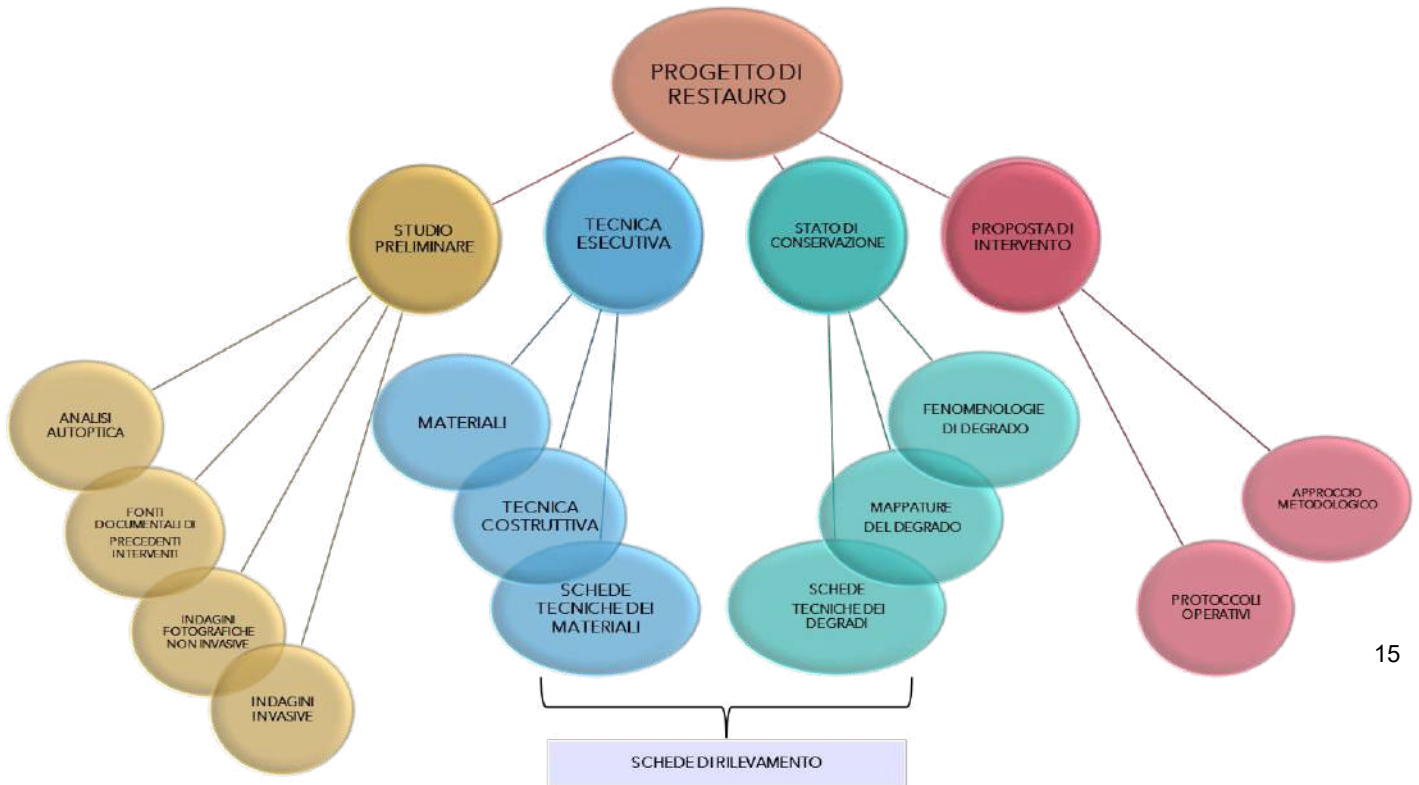 PROGETTO DI
RESTAURO
STUDIO
PRELIMINARE
TECNICA
ESECUTIVA
STATO DI
CONSERVAZIONE
PROPOSTA DI
INTERVENTO
ANALISI
AUTOPTICA
FONTI
DOCUMENTALI DI
PRECEDENTI
INTERVENTI
INDAGINI
FOTOGRAFICHE
NON INVASIVE
INDAGINI
INVASIVE
MATERIALI
TECNICA
COSTRUTTIVA
SCHEDE
TECNICHE DEI
MATERIALI
FENOMENOLOGIE
DI DEGRADO
MAPPATURE
DEL DEGRADO
SCHEDE
TECNICHE DEI
DEGRADI
APPROCCIO
METODOLOGICO
PROTOCCOLI
OPERATIVI
15
SCHEDE DI RILEVAMENTO